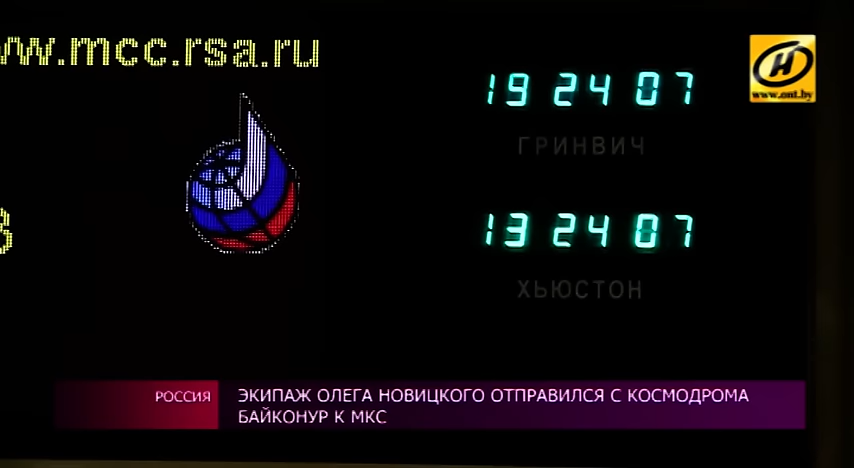 ww.mcc.rsa.ru
19 24 07
ГРИНВИЧ
13 24 07
ХЬЮСТОН
www.ont.by
РОССИЯ
ЭКИПАЖ ОЛЕГА НОВИЦКОГО ОТПРАВИЛСЯ С КОСМОДРОМА
БАЙКОНУР К МКС